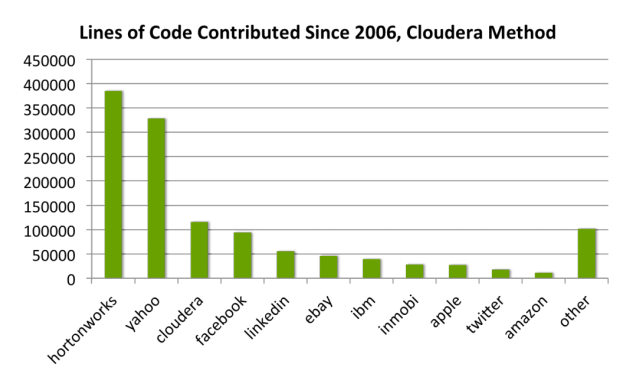 Lines of Code Contributed Since 2006, Cloudera Method
450000
400000
350000
300000
250000
200000
150000
100000
50000
0
hortonworks
yahoo
cloudera
facebook
linkedin
ebay
ibm
inmobi
apple
twitter
amazon
other